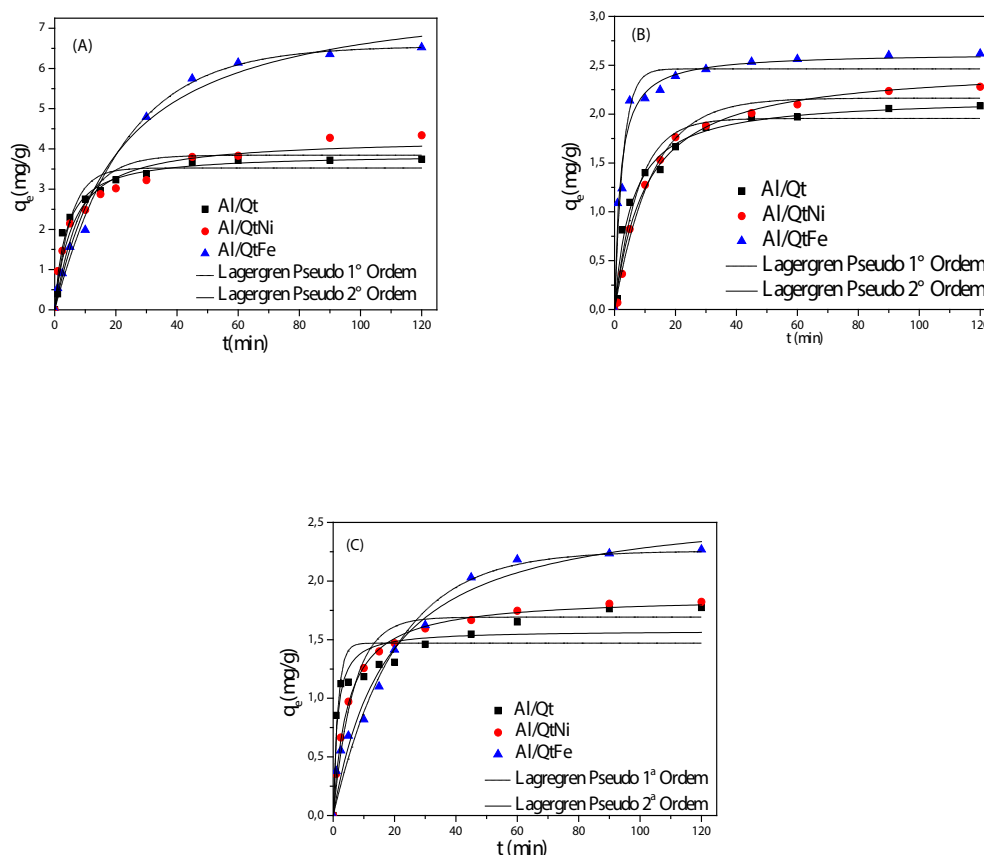 (A)
7
6
5
4
3
2
1
0
qe(mg/g)
Al/Qt
Al/QtNi
Al/QtFe
Lagergren Pseudo 1° Ordem
Lagergren Pseudo 2° Ordem
0 20 40 60 80 100 120
t(min)
(B)
3,0
2,5
2,0
1,5
1,0
0,5
0,0
qe(mg/g)
Al/Qt
Al/QtNi
Al/QtFe
Lagergren Pseudo 1° Ordem
Lagergren Pseudo 2° Ordem
0 20 40 60 80 100 120
t (min)
(C)
2,5
2,0
1,5
1,0
0,5
0,0
qe(mg/g)
Al/Qt
Al/QtNi
Al/QtFe
Lagregren Pseudo 1ª Ordem
Lagergren Pseudo 2ª Ordem
0 20 40 60 80 100 120
t (min)